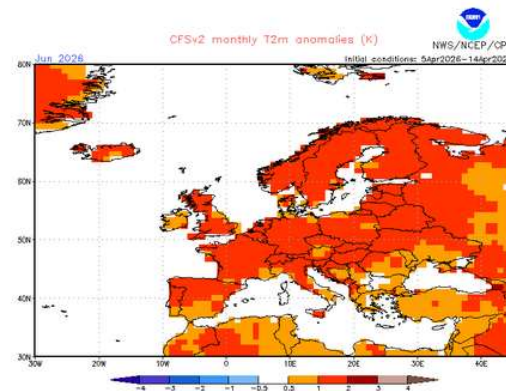 CFSv2 monthly T2m anomalies (K)
NWS/NCEP/CP
Jun 2026
Initial conditions: 5Apr2026-14Apr202
80N
70N
60N
50N
40N
30N
30W
20W
10W
0
10E
20E
30E
40E
-4
-3
-2
-1
-0.5
0.5
1
2
3
4